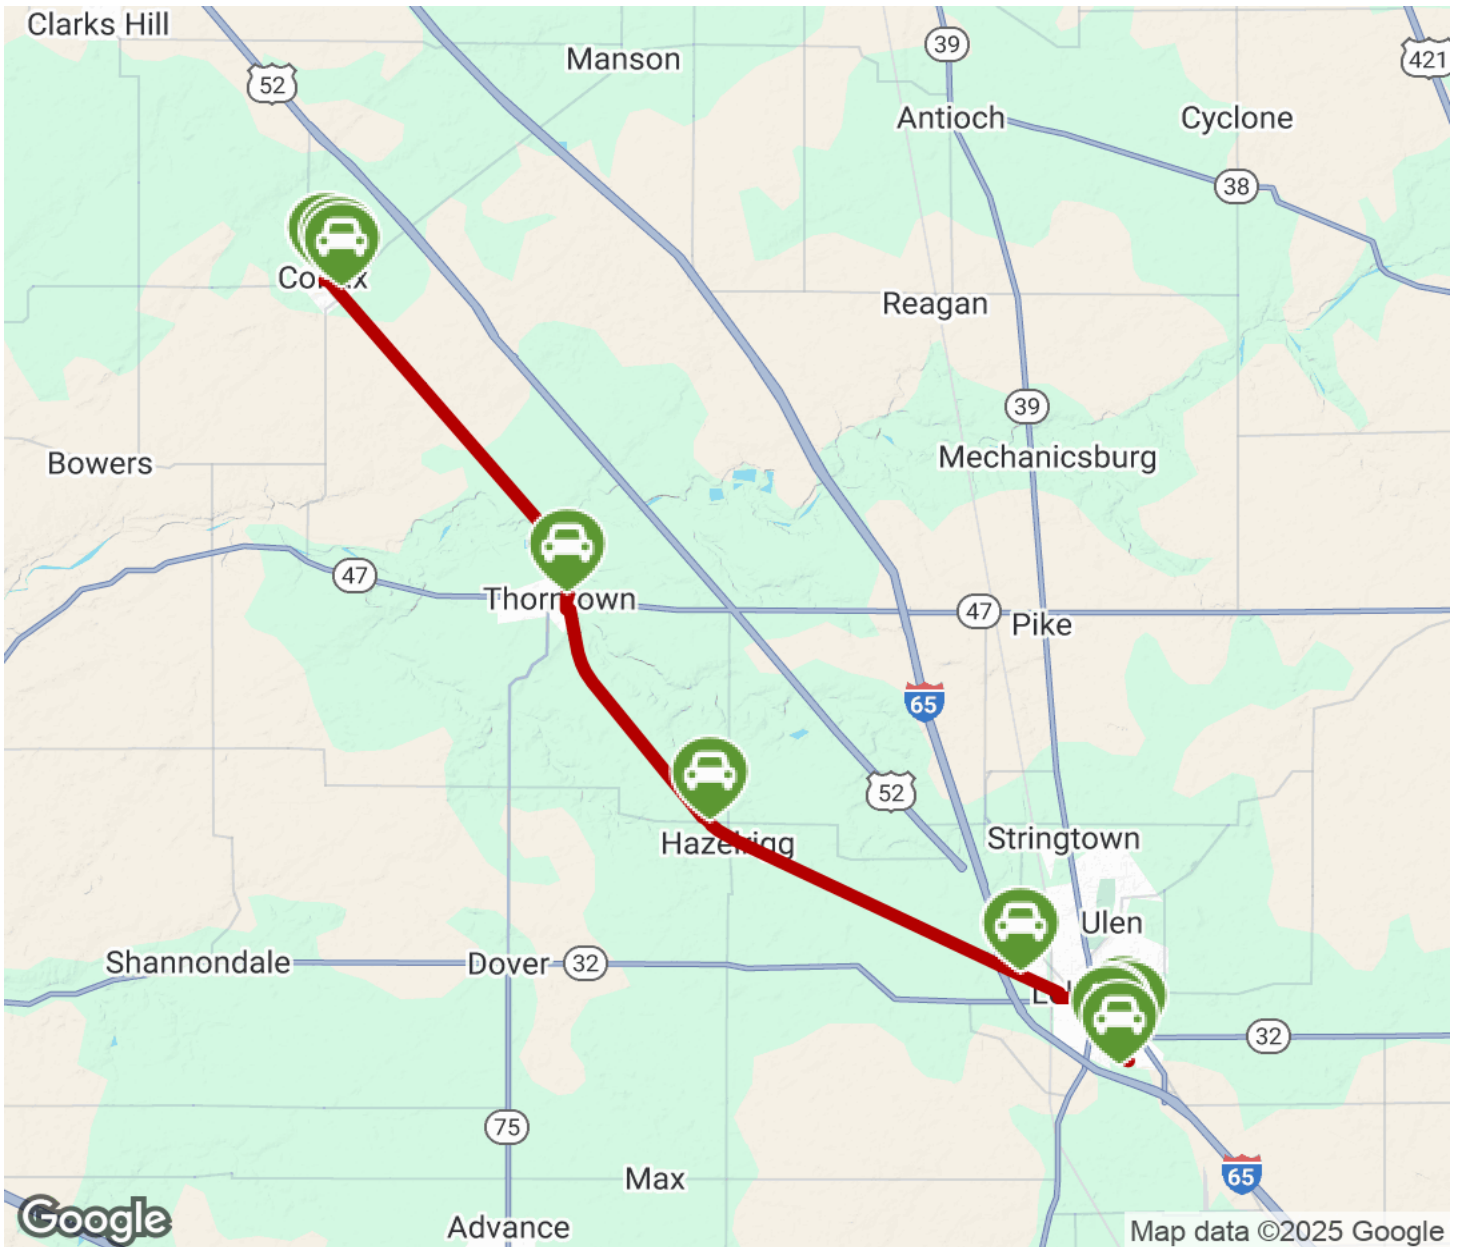 Clarks Hill
39
Manson
421
52
Antioch
Cyclone
38
Reagan
39
Bowers
Mechanicsburg
47
47
Pike
65
52
Stringtown
Ulen
Shannondale
Dover
32
32
75
65
Max
Advance
Google
Map data ©2025 Google